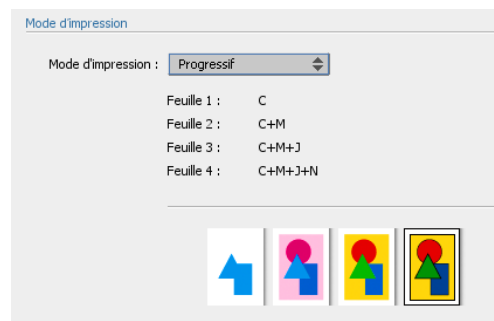 Mode d'impression
Mode d'impression : Progressif
Feuille 1 : C
Feuille 2 : C+M
Feuille 3 : C+M+J
Feuille 4 : C+M+J+N